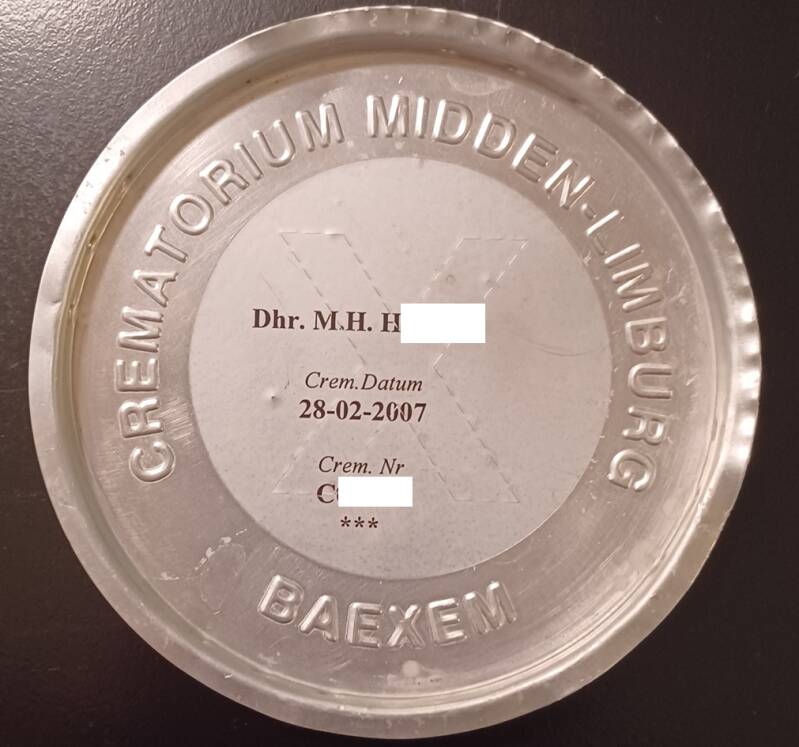 CREMATORIUM MIDDEN-LIMBURG
Dhr. M.H. H
Crem.Datum
28-02-2007
Crem. Nr
C
***
BAEXEM